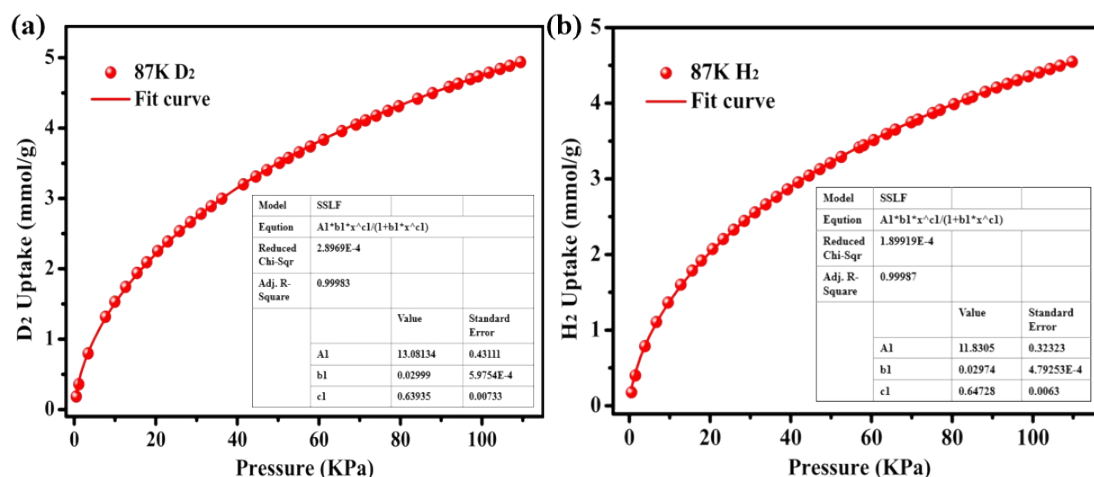 (a)
D2 Uptake (mmol/g)
5
4
3
2
1
0
87K D2
Fit curve
Model SSLF
Eqution A1*b1*x^c1/(1+b1*x^c1)
Reduced
Chi-Sqr 2.8969E-4
Adj. R-
Square 0.99983
Value Standard
Error
A1 13.08134 0.43111
b1 0.02999 5.9754E-4
c1 0.63935 0.00733
0 20 40 60 80 100
Pressure (KPa)
(b)
H2 Uptake (mmol/g)
5
4
3
2
1
0
87K H2
Fit curve
Model SSLF
Eqution A1*b1*x^c1/(1+b1*x^c1)
Reduced
Chi-Sqr 1.89919E-4
Adj. R-
Square 0.99987
Value Standard
Error
A1 11.8305 0.32323
b1 0.02974 4.79253E-4
c1 0.64728 0.0063
0 20 40 60 80 100
Pressure (KPa)